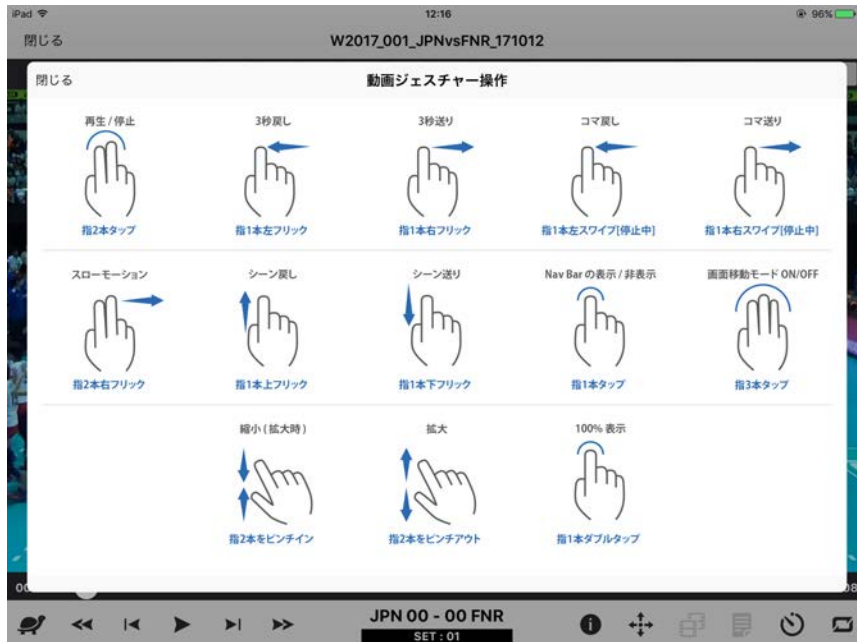 iPad 12:16 96%
閉じる W2017_001_JPNvsFNR_171012
閉じる 動画ジェスチャー操作
再生 / 停止 3秒戻し 3秒送り コマ戻し コマ送り
指2本タップ 指1本左フリック 指1本右フリック 指1本左スワイプ[停止中] 指1本右スワイプ[停止中]
スローモーション シーン戻し シーン送り Nav Bar の表示 / 非表示 画面移動モード ON/OFF
指2本右フリック 指1本上フリック 指1本下フリック 指1本タップ 指3本タップ
縮小 ( 拡大時 ) 拡大 100% 表示
指2本をピンチイン 指2本をピンチアウト 指1本ダブルタップ
JPN 00 - 00 FNR
SET : 01